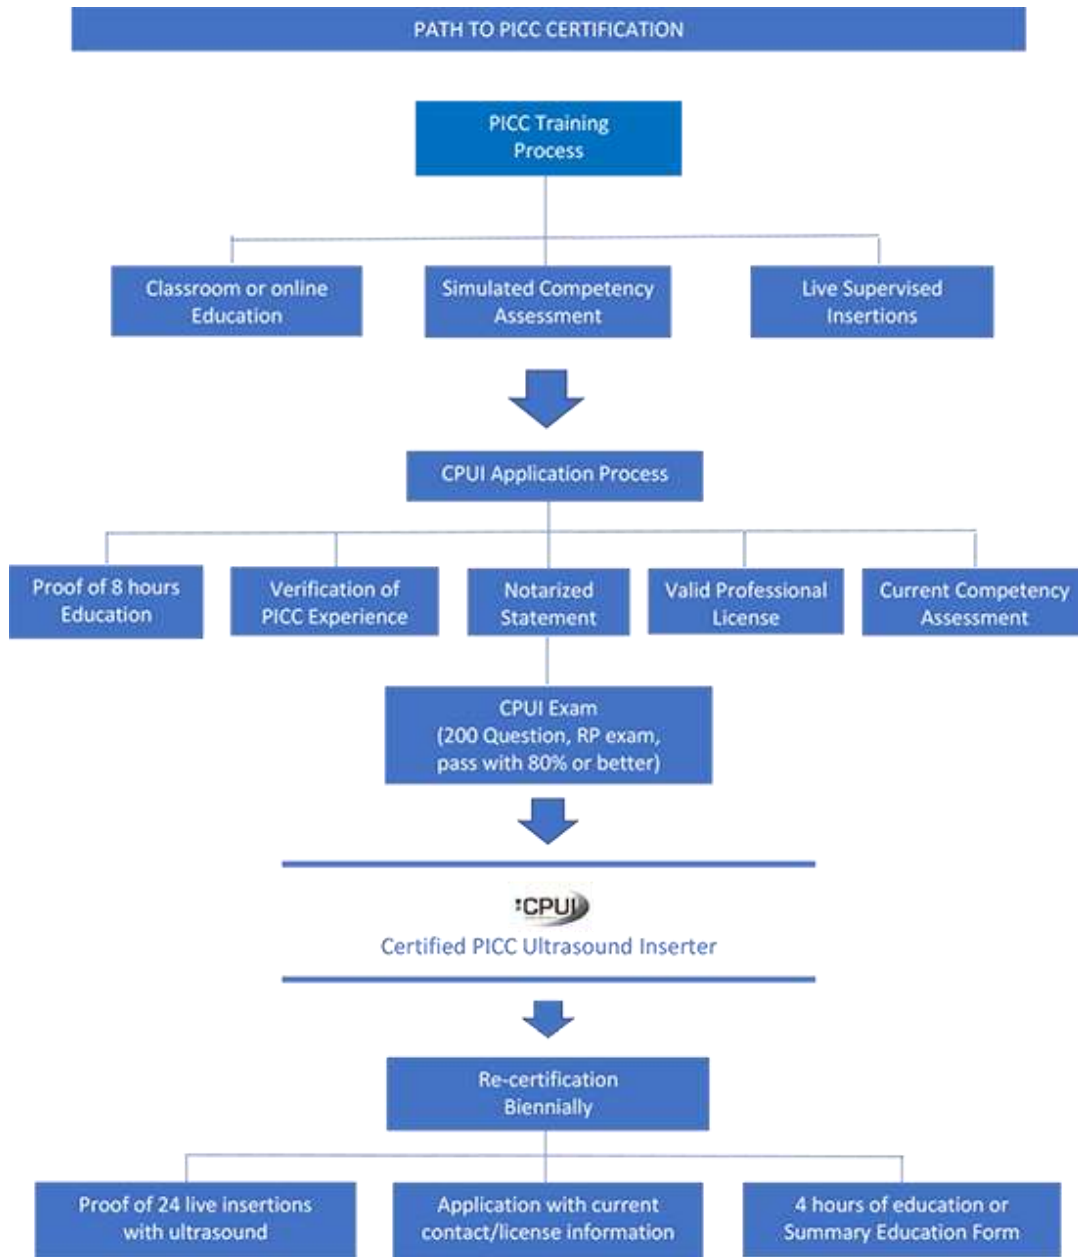 PATH TO PICC CERTIFICATION
PICC Training
Process
Classroom or online
Education
Simulated Competency
Assessment
Live Supervised
Insertions
CPUI Application Process
Proof of 8 hours
Education
Verification of
PICC Experience
Notarized
Statement
Valid Professional
License
Current Competency
Assessment
CPUI Exam
(200 Question, RP exam,
pass with 80% or better)
CPUI
Certified PICC Ultrasound Inserter
Re-certification
Biennially
Proof of 24 live insertions
with ultrasound
Application with current
contact/license information
4 hours of education or
Summary Education Form